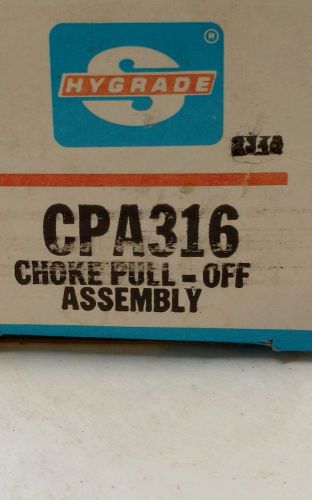 ®
HYGRADE
CPA316
CHOKE PULL-OFF
ASSEMBLY